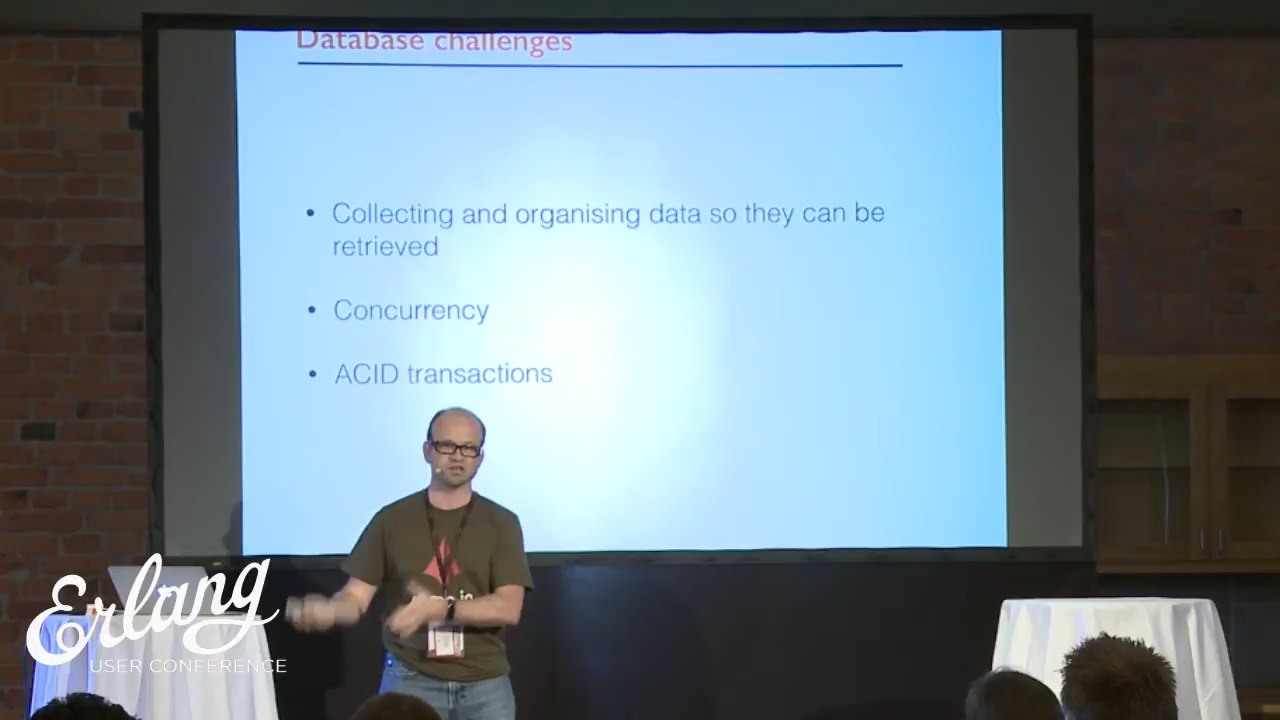 Database challenges
• Collecting and organising data so they can be
retrieved
• Concurrency
• ACID transactions
Erlang
USER CONFERENCE